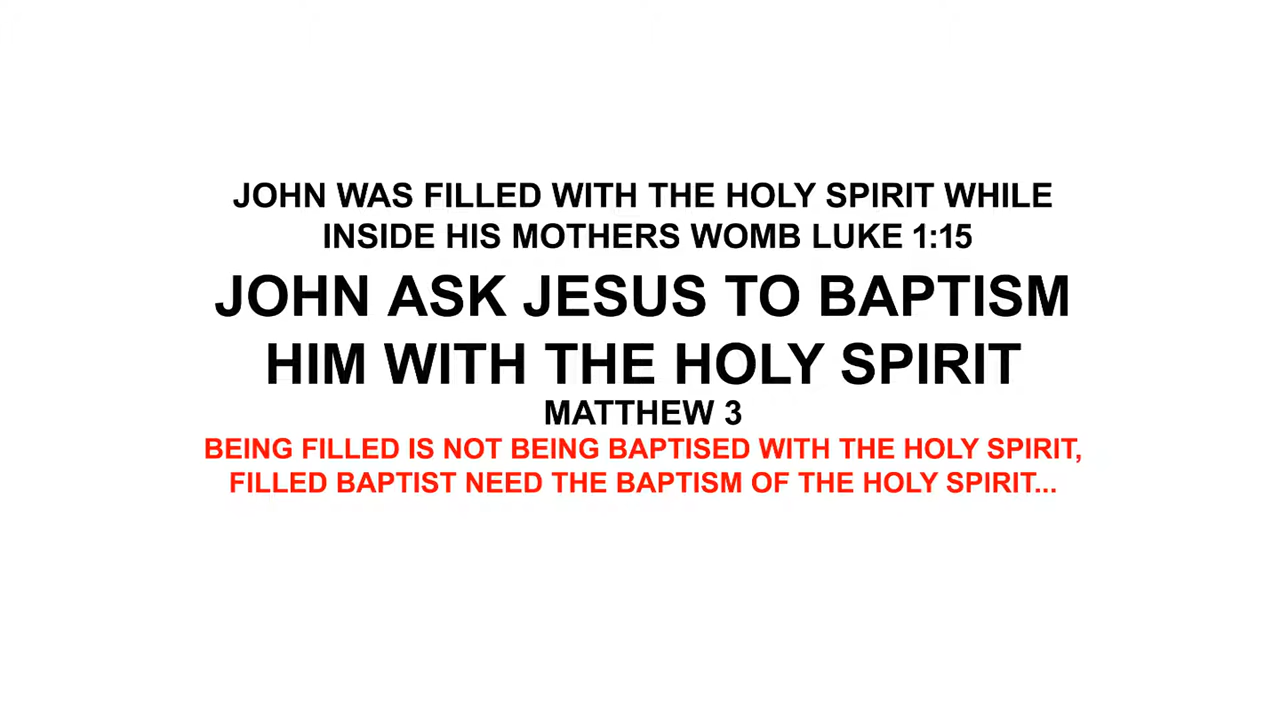 JOHN WAS FILLED WITH THE HOLY SPIRIT WHILE
INSIDE HIS MOTHERS WOMB LUKE 1:15
JOHN ASK JESUS TO BAPTISM
HIM WITH THE HOLY SPIRIT
MATTHEW 3
BEING FILLED IS NOT BEING BAPTISED WITH THE HOLY SPIRIT,
FILLED BAPTIST NEED THE BAPTISM OF THE HOLY SPIRIT...